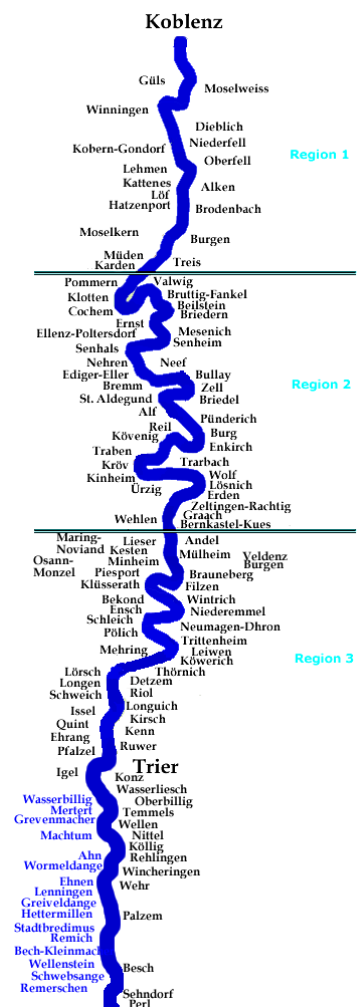 Koblenz
Güls
Moselweiss
Winningen
Dieblich
Niederfell
Kobern-Gondorf
Oberfell
Region 1
Lehmen
Kattenes
Alken
Löf
Hatzenport
Brodenbach
Moselkern
Burgen
Müden
Treis
Karden
Pommern
Valwig
Klotten
Bruttig-Fankel
Beilstein
Cochem
Briedern
Ernst
Mesenich
Ellenz-Poltersdorf
Senheim
Senhals
Nehren
Neef
Ediger-Eller
Bullay
Region 2
Bremm
Zell
St. Aldegund
Briedel
Alf
Pünderich
Reil
Kövenig
Burg
Enkirch
Traben
Trarbach
Kröv
Wolf
Kinheim
Lösnich
Ürzig
Erden
Zeltingen-Rachtig
Graach
Wehlen
Bernkastel-Kues
Maring-
Noviand
Lieser
Andel
Kesten
Mülheim
Veldenz
Osann-
Monzel
Minheim
Burgen
Piesport
Brauneberg
Klüsserath
Filzen
Bekond
Wintrich
Ensch
Niederemmel
Schleich
Neumagen-Dhron
Pölich
Trittenheim
Mehring
Leiwen
Köwerich
Region 3
Lörsch
Thörnich
Longen
Detzem
Schweich
Riol
Issel
Longuich
Quint
Kirsch
Ehrang
Kenn
Pfalzel
Ruwer
Igel
Trier
Konz
Wasserliesch
Wasserbillig
Oberbillig
Mertert
Temmels
Grevenmacher
Wellen
Machtum
Nittel
Köllig
Ahn
Rehlingen
Wormeldange
Wincheringen
Ehnen
Wehr
Lenningen
Greiveldange
Hettermillen
Palzem
Stadtbredimus
Remich
Bech-Kleinmach
Wellenstein
Besch
Schwebsange
Remerschen
Sehndorf
Perl